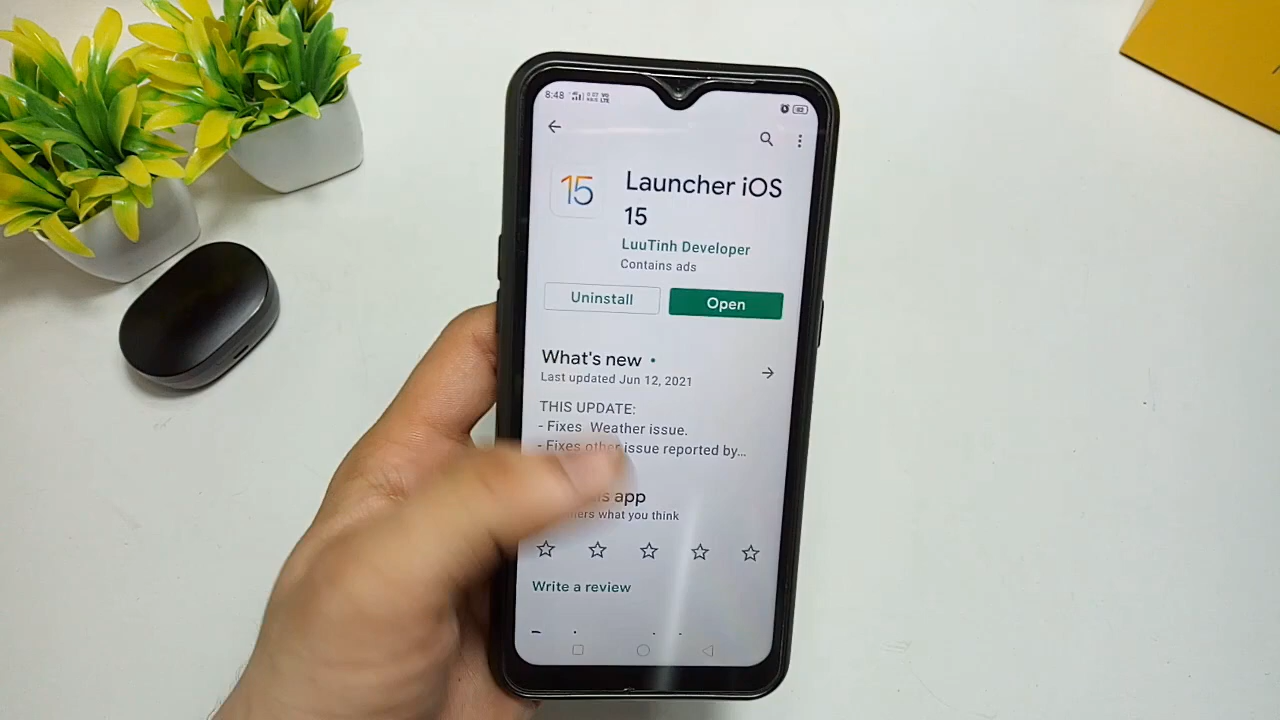 8:48
15
Launcher iOS
15
LuuTinh Developer
Contains ads
Uninstall
Open
What's new •
Last updated Jun 12, 2021
THIS UPDATE:
- Fixes Weather issue.
- Fixes other issue reported by...
app
what you think
Write a review